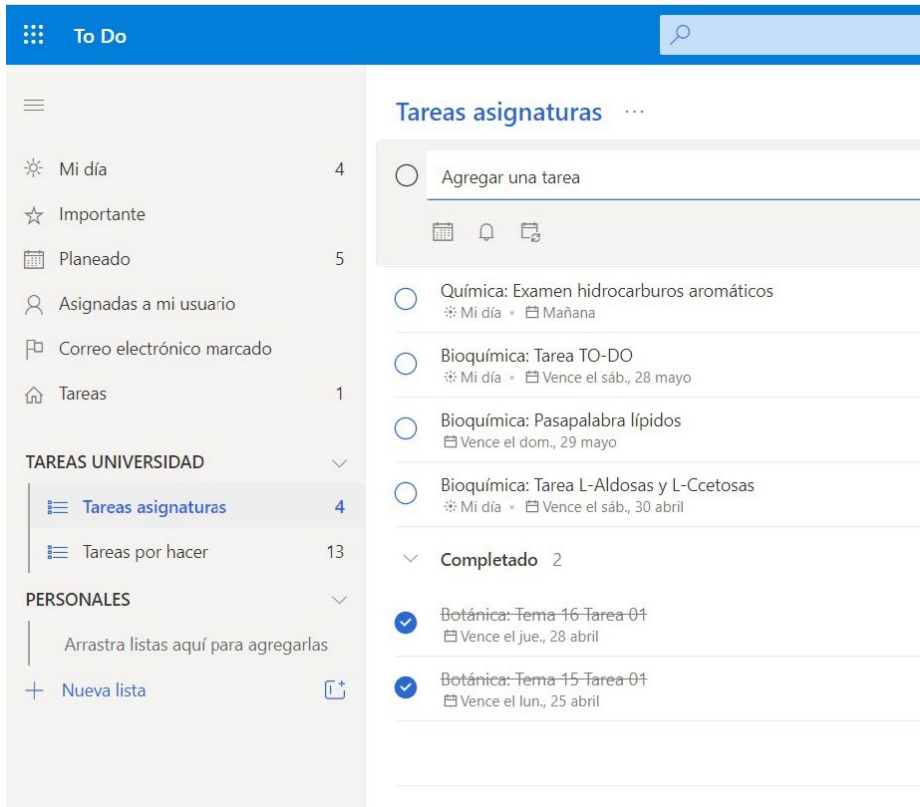 To Do
Mi día 4
Importante
Planeado 5
Asignadas a mi usuario
Correo electrónico marcado
Tareas 1
TAREAS UNIVERSIDAD
Tareas asignaturas 4
Tareas por hacer 13
PERSONALES
Arrastra listas aquí para agregarlas
Nueva lista
Tareas asignaturas
Agregar una tarea
Química: Examen hidrocarburos aromáticos
Mi día • Mañana
Bioquímica: Tarea TO-DO
Mi día • Vence el sáb., 28 mayo
Bioquímica: Pasapalabra lípidos
Vence el dom., 29 mayo
Bioquímica: Tarea L-Aldosas y L-Ccetosas
Mi día • Vence el sáb., 30 abril
Completado 2
Botánica: Tema 16 Tarea 01
Vence el jue., 28 abril
Botánica: Tema 15 Tarea 01
Vence el lun., 25 abril